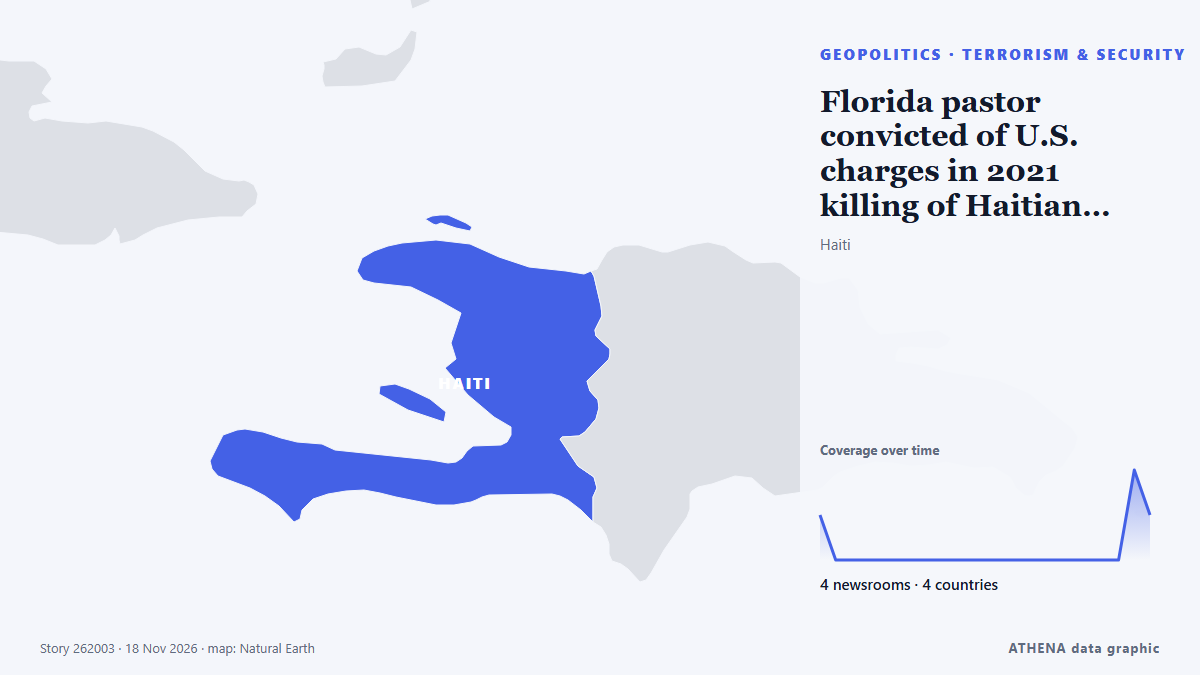 GEOPOLITICS · TERRORISM & SECURITY
Florida pastor
convicted of U.S.
charges in 2021
killing of Haitian...
Haiti
HAITI
Coverage over time
4 newsrooms · 4 countries
Story 262003 · 18 Nov 2026 · map: Natural Earth
ATHENA data graphic